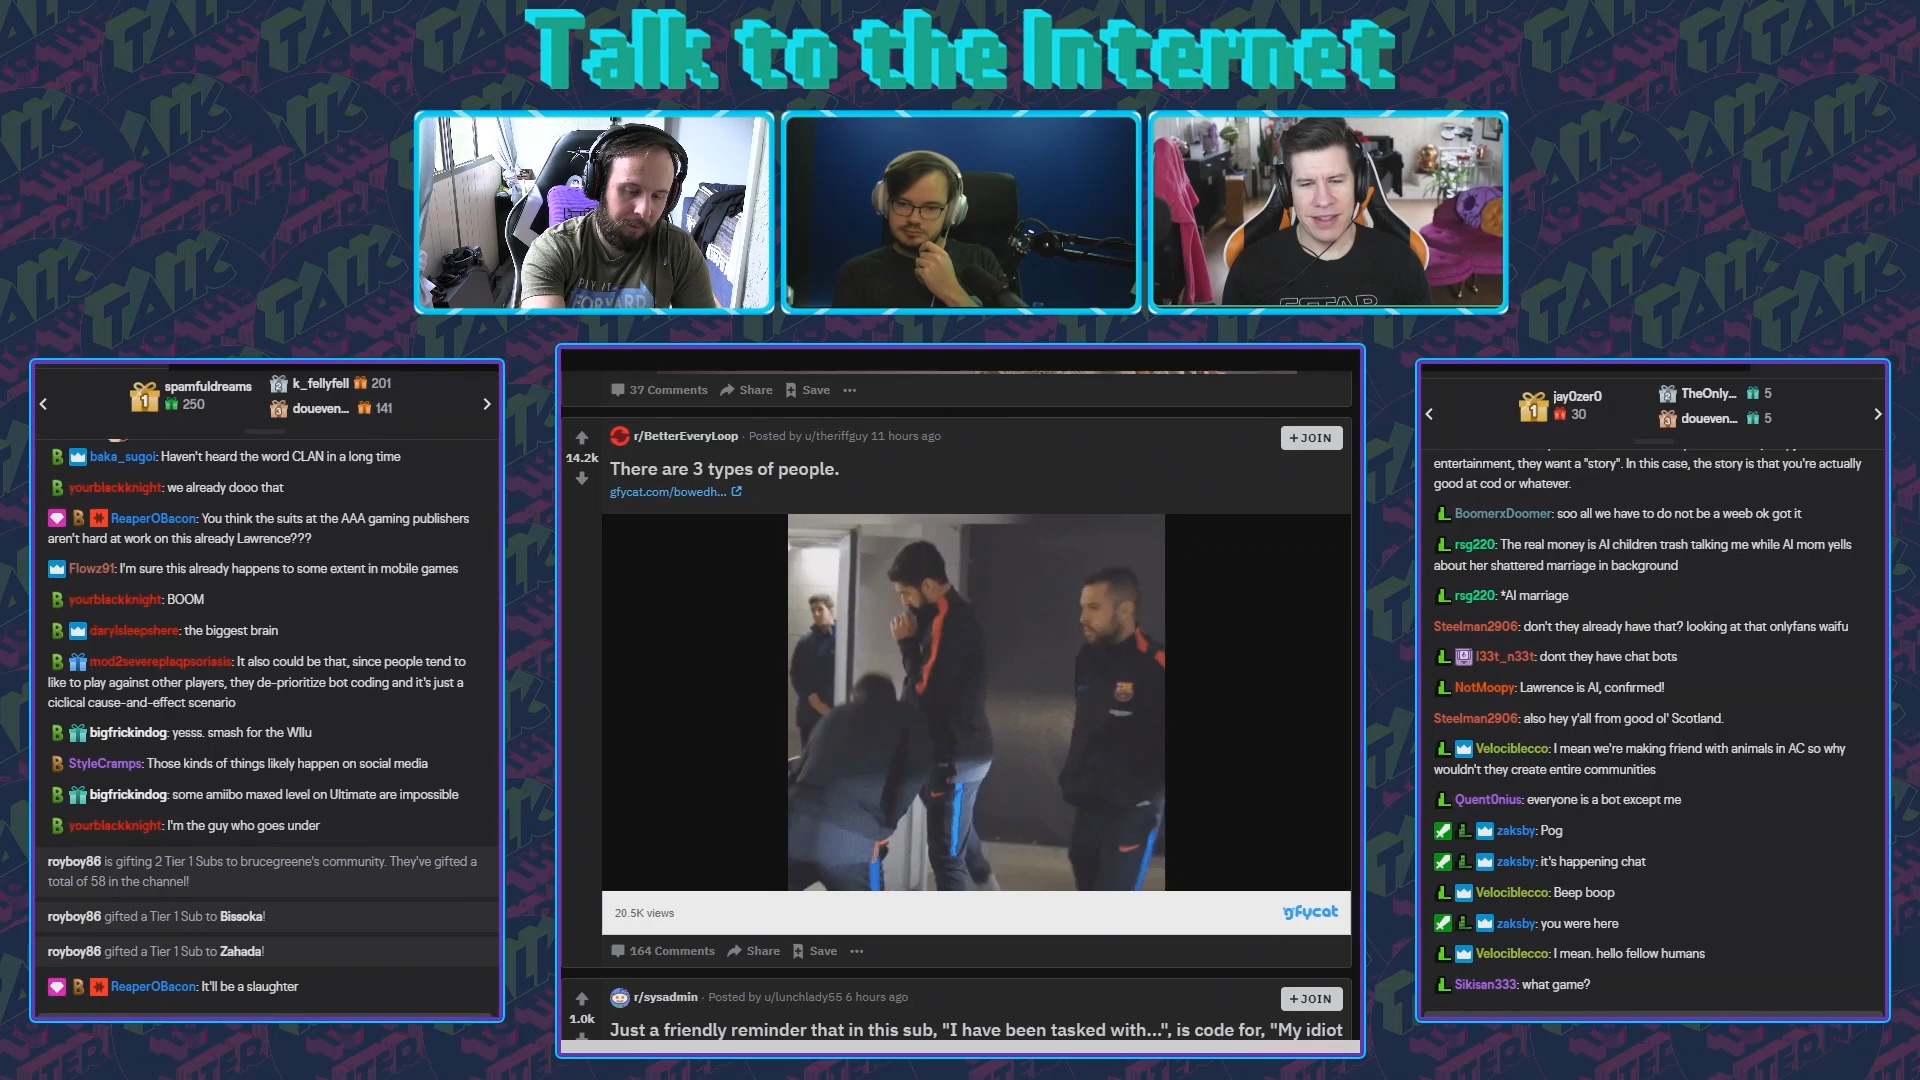 Talk to the Internet
PLY IT
FORWARD
spamfuldreams
250
k_fellyfell 201
doueven... 141
baka_sugoi: Haven't heard the word CLAN in a long time
yourblackknight: we already dooo that
ReaperOBacon: You think the suits at the AAA gaming publishers
aren't hard at work on this already Lawrence???
Flowz91: I'm sure this already happens to some extent in mobile games
yourblackknight: BOOM
darylsleepshere: the biggest brain
mod2severeplaqpsoriasis: It also could be that, since people tend to
like to play against other players, they de-prioritize bot coding and it's just a
ciclical cause-and-effect scenario
bigfrickindog: yesss. smash for the WIIu
StyleCramps: Those kinds of things likely happen on social media
bigfrickindog: some amiibo maxed level on Ultimate are impossible
yourblackknight: I'm the guy who goes under
royboy86 is gifting 2 Tier 1 Subs to brucegreene's community. They've gifted a
total of 58 in the channel!
royboy86 gifted a Tier 1 Sub to Bissoka!
royboy86 gifted a Tier 1 Sub to Zahada!
ReaperOBacon: It'll be a slaughter
37 Comments Share Save
14.2k
r/BetterEveryLoop · Posted by u/theriffguy 11 hours ago
+ JOIN
There are 3 types of people.
gfycat.com/bowedh...
20.5K views
gfycat
164 Comments Share Save
1.0k
r/sysadmin · Posted by u/lunchlady55 6 hours ago
+ JOIN
Just a friendly reminder that in this sub, "I have been tasked with...", is code for, "My idiot
jay0zer0
30
TheOnly... 5
doueven... 5
entertainment, they want a "story". In this case, the story is that you're actually
good at cod or whatever.
BoomerxDoomer: soo all we have to do not be a weeb ok got it
rsg220: The real money is AI children trash talking me while AI mom yells
about her shattered marriage in background
rsg220: *AI marriage
Steelman2906: don't they already have that? looking at that onlyfans waifu
l33t_n33t: dont they have chat bots
NotMoopy: Lawrence is AI, confirmed!
Steelman2906: also hey y'all from good ol' Scotland.
Velociblecco: I mean we're making friend with animals in AC so why
wouldn't they create entire communities
Quent0nius: everyone is a bot except me
zaksby: Pog
zaksby: it's happening chat
Velociblecco: Beep boop
zaksby: you were here
Velociblecco: I mean. hello fellow humans
Sikisan333: what game?